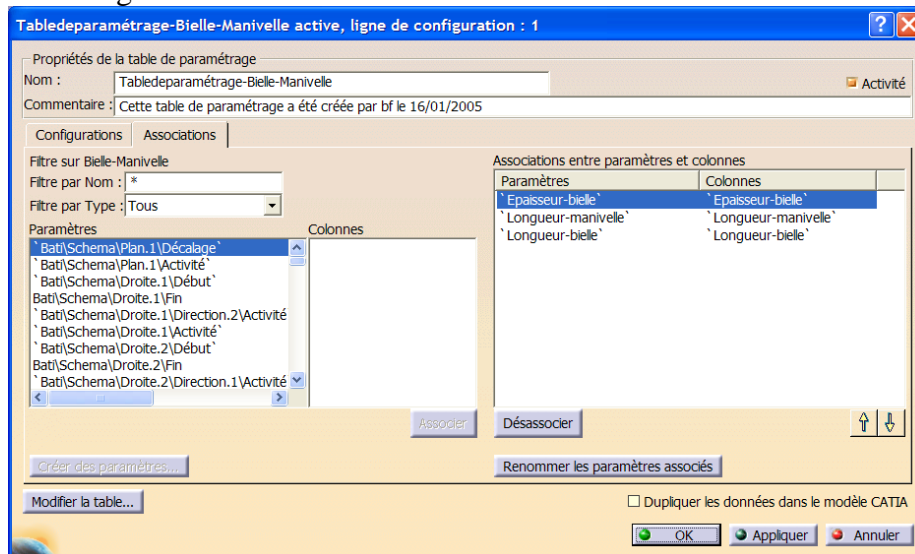 Tabledeparamétrage-Bielle-Manivelle active, ligne de configuration : 1
Propriétés de la table de paramétrage
Nom : Tabledeparamétrage-Bielle-Manivelle
Activité
Commentaire : Cette table de paramétrage a été créée par bf le 16/01/2005
Configurations Associations
Filtre sur Bielle-Manivelle
Filtre par Nom : *
Filtre par Type : Tous
Paramètres Colonnes
`Bati\Schema\Plan.1\Décalage`
`Bati\Schema\Plan.1\Activité`
`Bati\Schema\Droite.1\Début`
Bati\Schema\Droite.1\Fin
`Bati\Schema\Droite.1\Direction.2\Activité
`Bati\Schema\Droite.1\Activité`
`Bati\Schema\Droite.2\Début`
Bati\Schema\Droite.2\Fin
`Bati\Schema\Droite.2\Direction.1\Activité
Associer
Créer des paramètres...
Associations entre paramètres et colonnes
Paramètres Colonnes
`Epaisseur-bielle` `Epaisseur-bielle`
`Longueur-manivelle` `Longueur-manivelle`
`Longueur-bielle` `Longueur-bielle`
Désassocier
Renommer les paramètres associés
Modifier la table...
Dupliquer les données dans le modèle CATIA
OK Appliquer Annuler